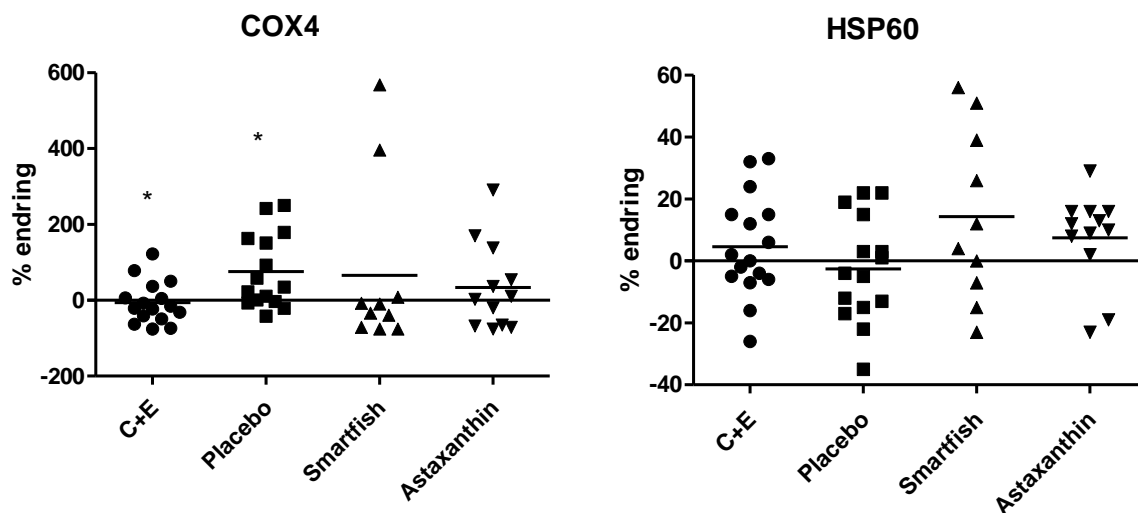 COX4
HSP60
% endring
600
400
200
0
-200
*
*
C+E
Placebo
Smartfish
Astaxanthin
% endring
60
40
20
0
-20
-40
C+E
Placebo
Smartfish
Astaxanthin